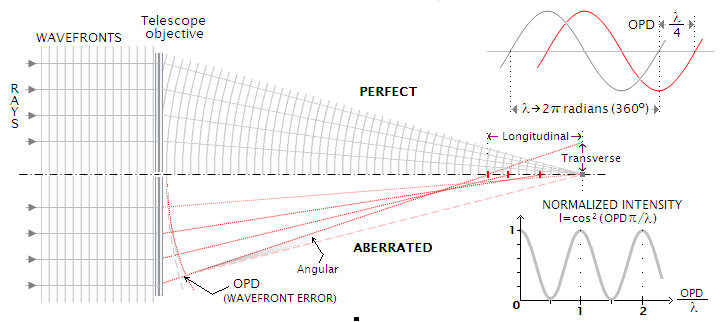 Telescope
objective
WAVEFRONTS
RAYS
PERFECT
OPD λ/4
λ→2π radians (360°)
Longitudinal
Transverse
NORMALIZED INTENSITY
I=cos²(OPDπ/λ)
1
0 1 2
OPD/λ
ABERRATED
Angular
OPD
(WAVEFRONT ERROR)